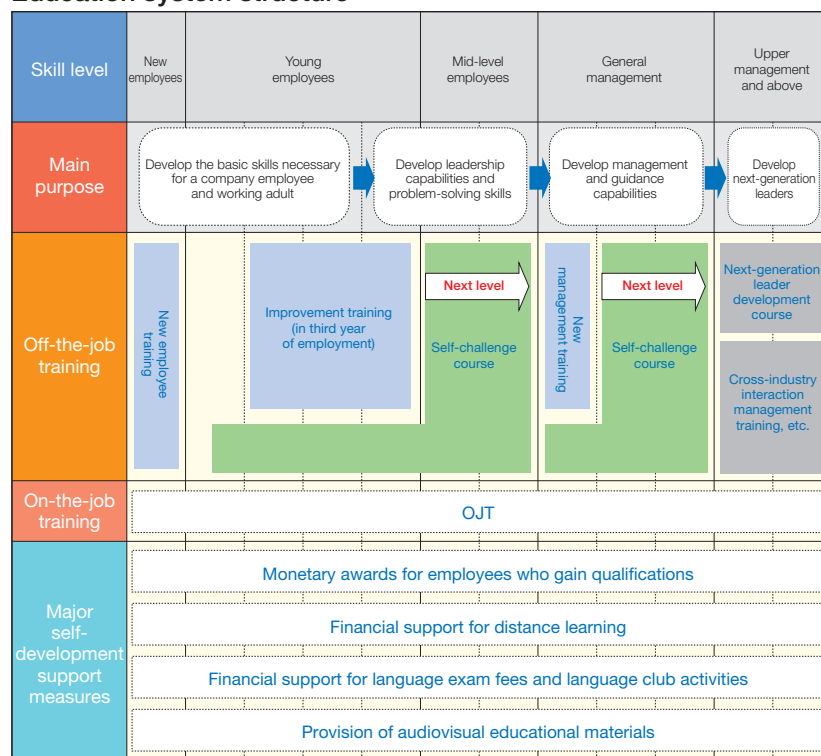 Education system structure
Skill level
New
employees
Young
employees
Mid-level
employees
General
management
Upper
management
and above
Main
purpose
Develop the basic skills necessary
for a company employee
and working adult
Develop leadership
capabilities and
problem-solving skills
Develop management
and guidance
capabilities
Develop
next-generation
leaders
Off-the-job
training
New employee
training
Improvement training
(in third year
of employment)
Next level
Self-challenge
course
New
management training
Next level
Self-challenge
course
Next-generation
leader
development
course
Cross-industry
interaction
management
training, etc.
On-the-job
training
OJT
Major
self-
development
support
measures
Monetary awards for employees who gain qualifications
Financial support for distance learning
Financial support for language exam fees and language club activities
Provision of audiovisual educational materials